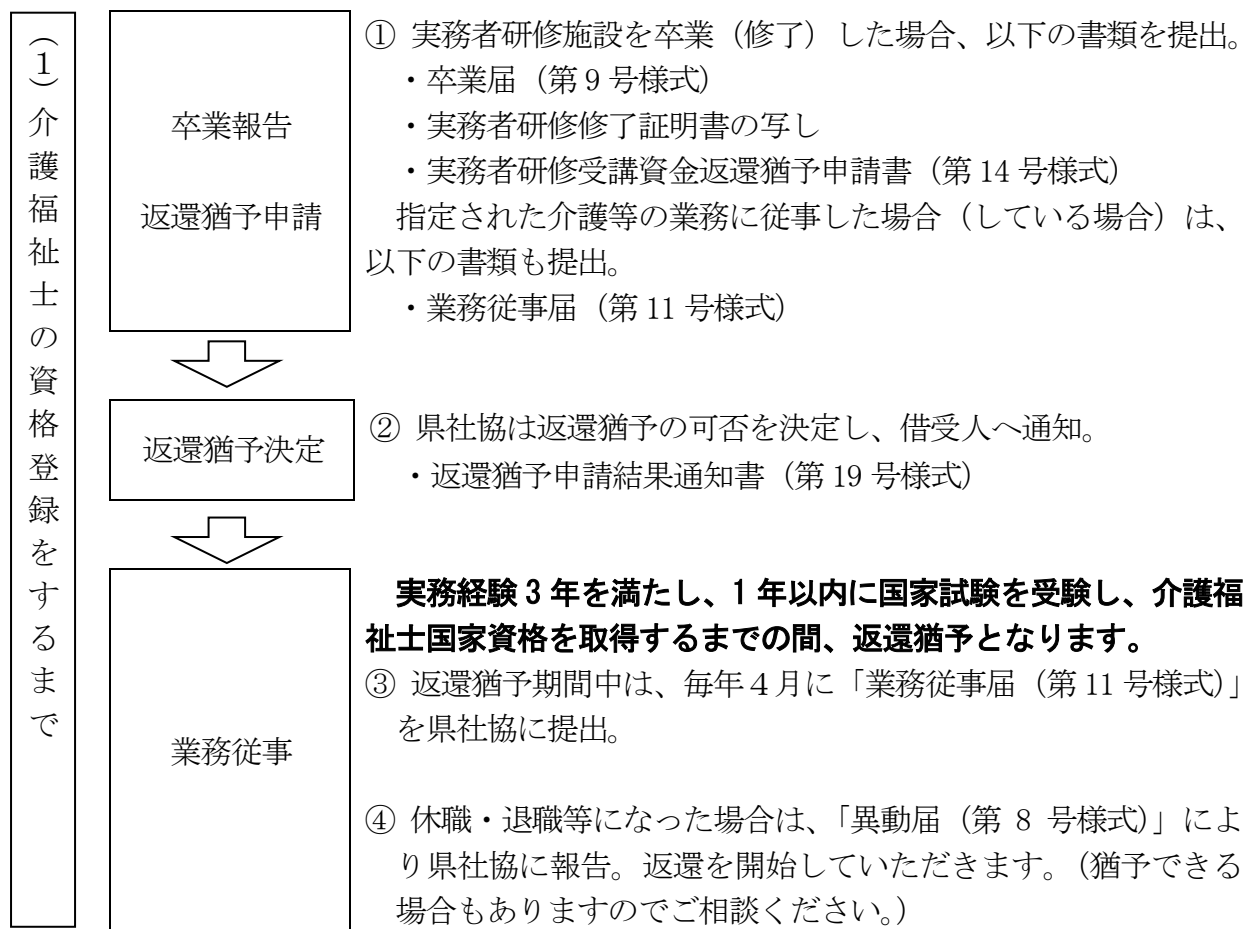 （１）介護福祉士の資格登録をするまで
卒業報告
返還猶予申請
① 実務者研修施設を卒業（修了）した場合、以下の書類を提出。
・卒業届（第９号様式）
・実務者研修修了証明書の写し
・実務者研修受講資金返還猶予申請書（第 14 号様式）
指定された介護等の業務に従事した場合（している場合）は、
以下の書類も提出。
・業務従事届（第 11 号様式）
返還猶予決定
② 県社協は返還猶予の可否を決定し、借受人へ通知。
・返還猶予申請結果通知書（第 19 号様式）
業務従事
実務経験 3 年を満たし、1 年以内に国家試験を受験し、介護福
祉士国家資格を取得するまでの間、返還猶予となります。
③ 返還猶予期間中は、毎年４月に「業務従事届（第 11 号様式）」
を県社協に提出。
④ 休職・退職等になった場合は、「異動届（第 8 号様式）」によ
り県社協に報告。返還を開始していただきます。（猶予できる
場合もありますのでご相談ください。）